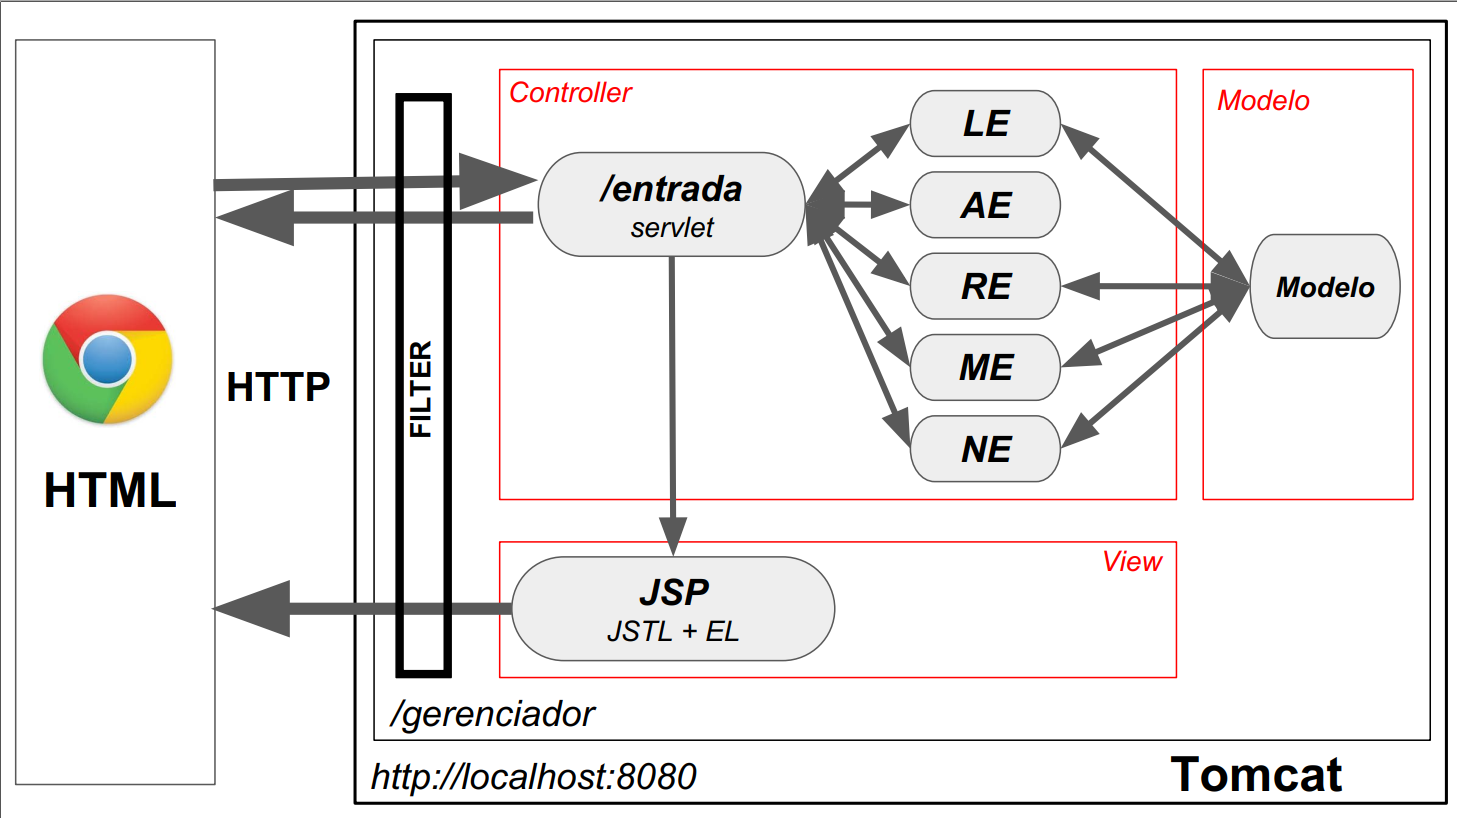 Controller
Modelo
/entrada
servlet
LE
AE
RE
ME
NE
Modelo
HTTP
FILTER
HTML
View
JSP
JSTL + EL
/gerenciador
http://localhost:8080
Tomcat